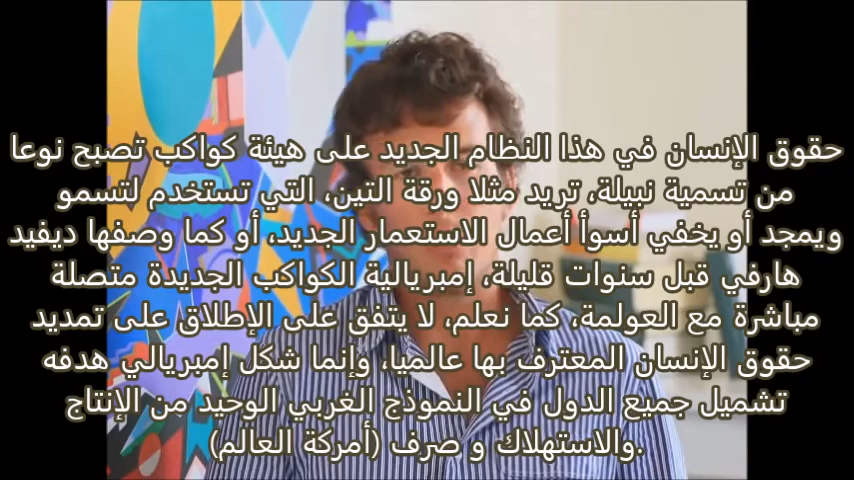 حقوق الإنسان في هذا النظام الجديد على هيئة كواكب تصبح نوعا
من تسمية نبيلة، تريد مثلا ورقة التين، التي تستخدم لتسمو
ويمجد أو يخفي أسوأ أعمال الاستعمار الجديد، أو كما وصفها ديفيد
هارفي قبل سنوات قليلة، إمبريالية الكواكب الجديدة متصلة
مباشرة مع العولمة، كما نعلم، لا يتفق على الإطلاق على تمديد
حقوق الإنسان المعترف بها عالميا، وإنما شكل إمبريالي هدفه
تشميل جميع الدول في النموذج الغربي الوحيد من الإنتاج
والاستهلاك و صرف (أمركة العالم).